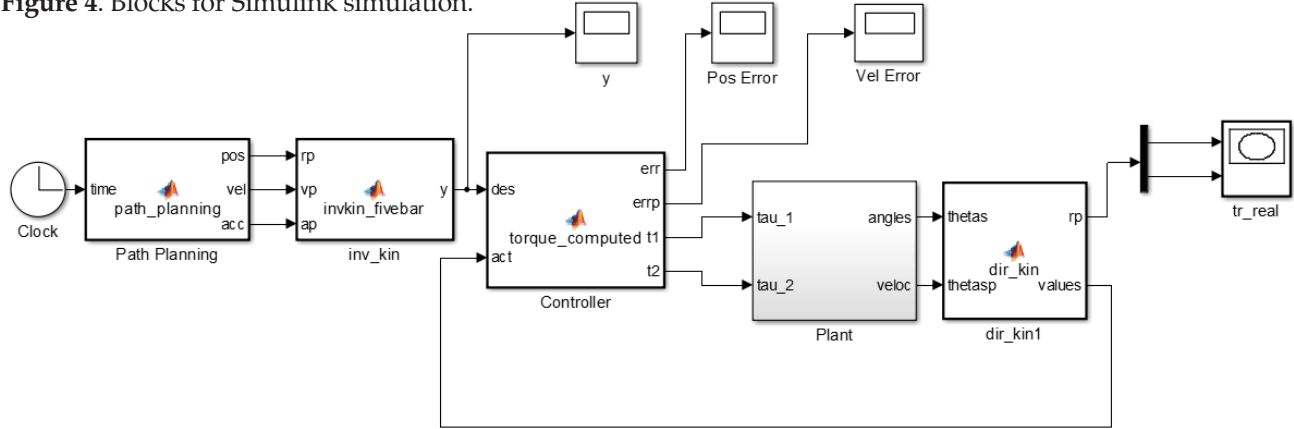 Figure 4. Blocks for Simulink simulation.
y
Pos Error
Vel Error
Clock
time
path_planning
pos
vel
acc
Path Planning
rp
vp
ap
invkin_fivebar
y
inv_kin
des
act
torque_computed
err
errp
t1
t2
Controller
tau_1
tau_2
angles
veloc
Plant
thetas
thetasp
dir_kin
rp
values
dir_kin1
tr_real